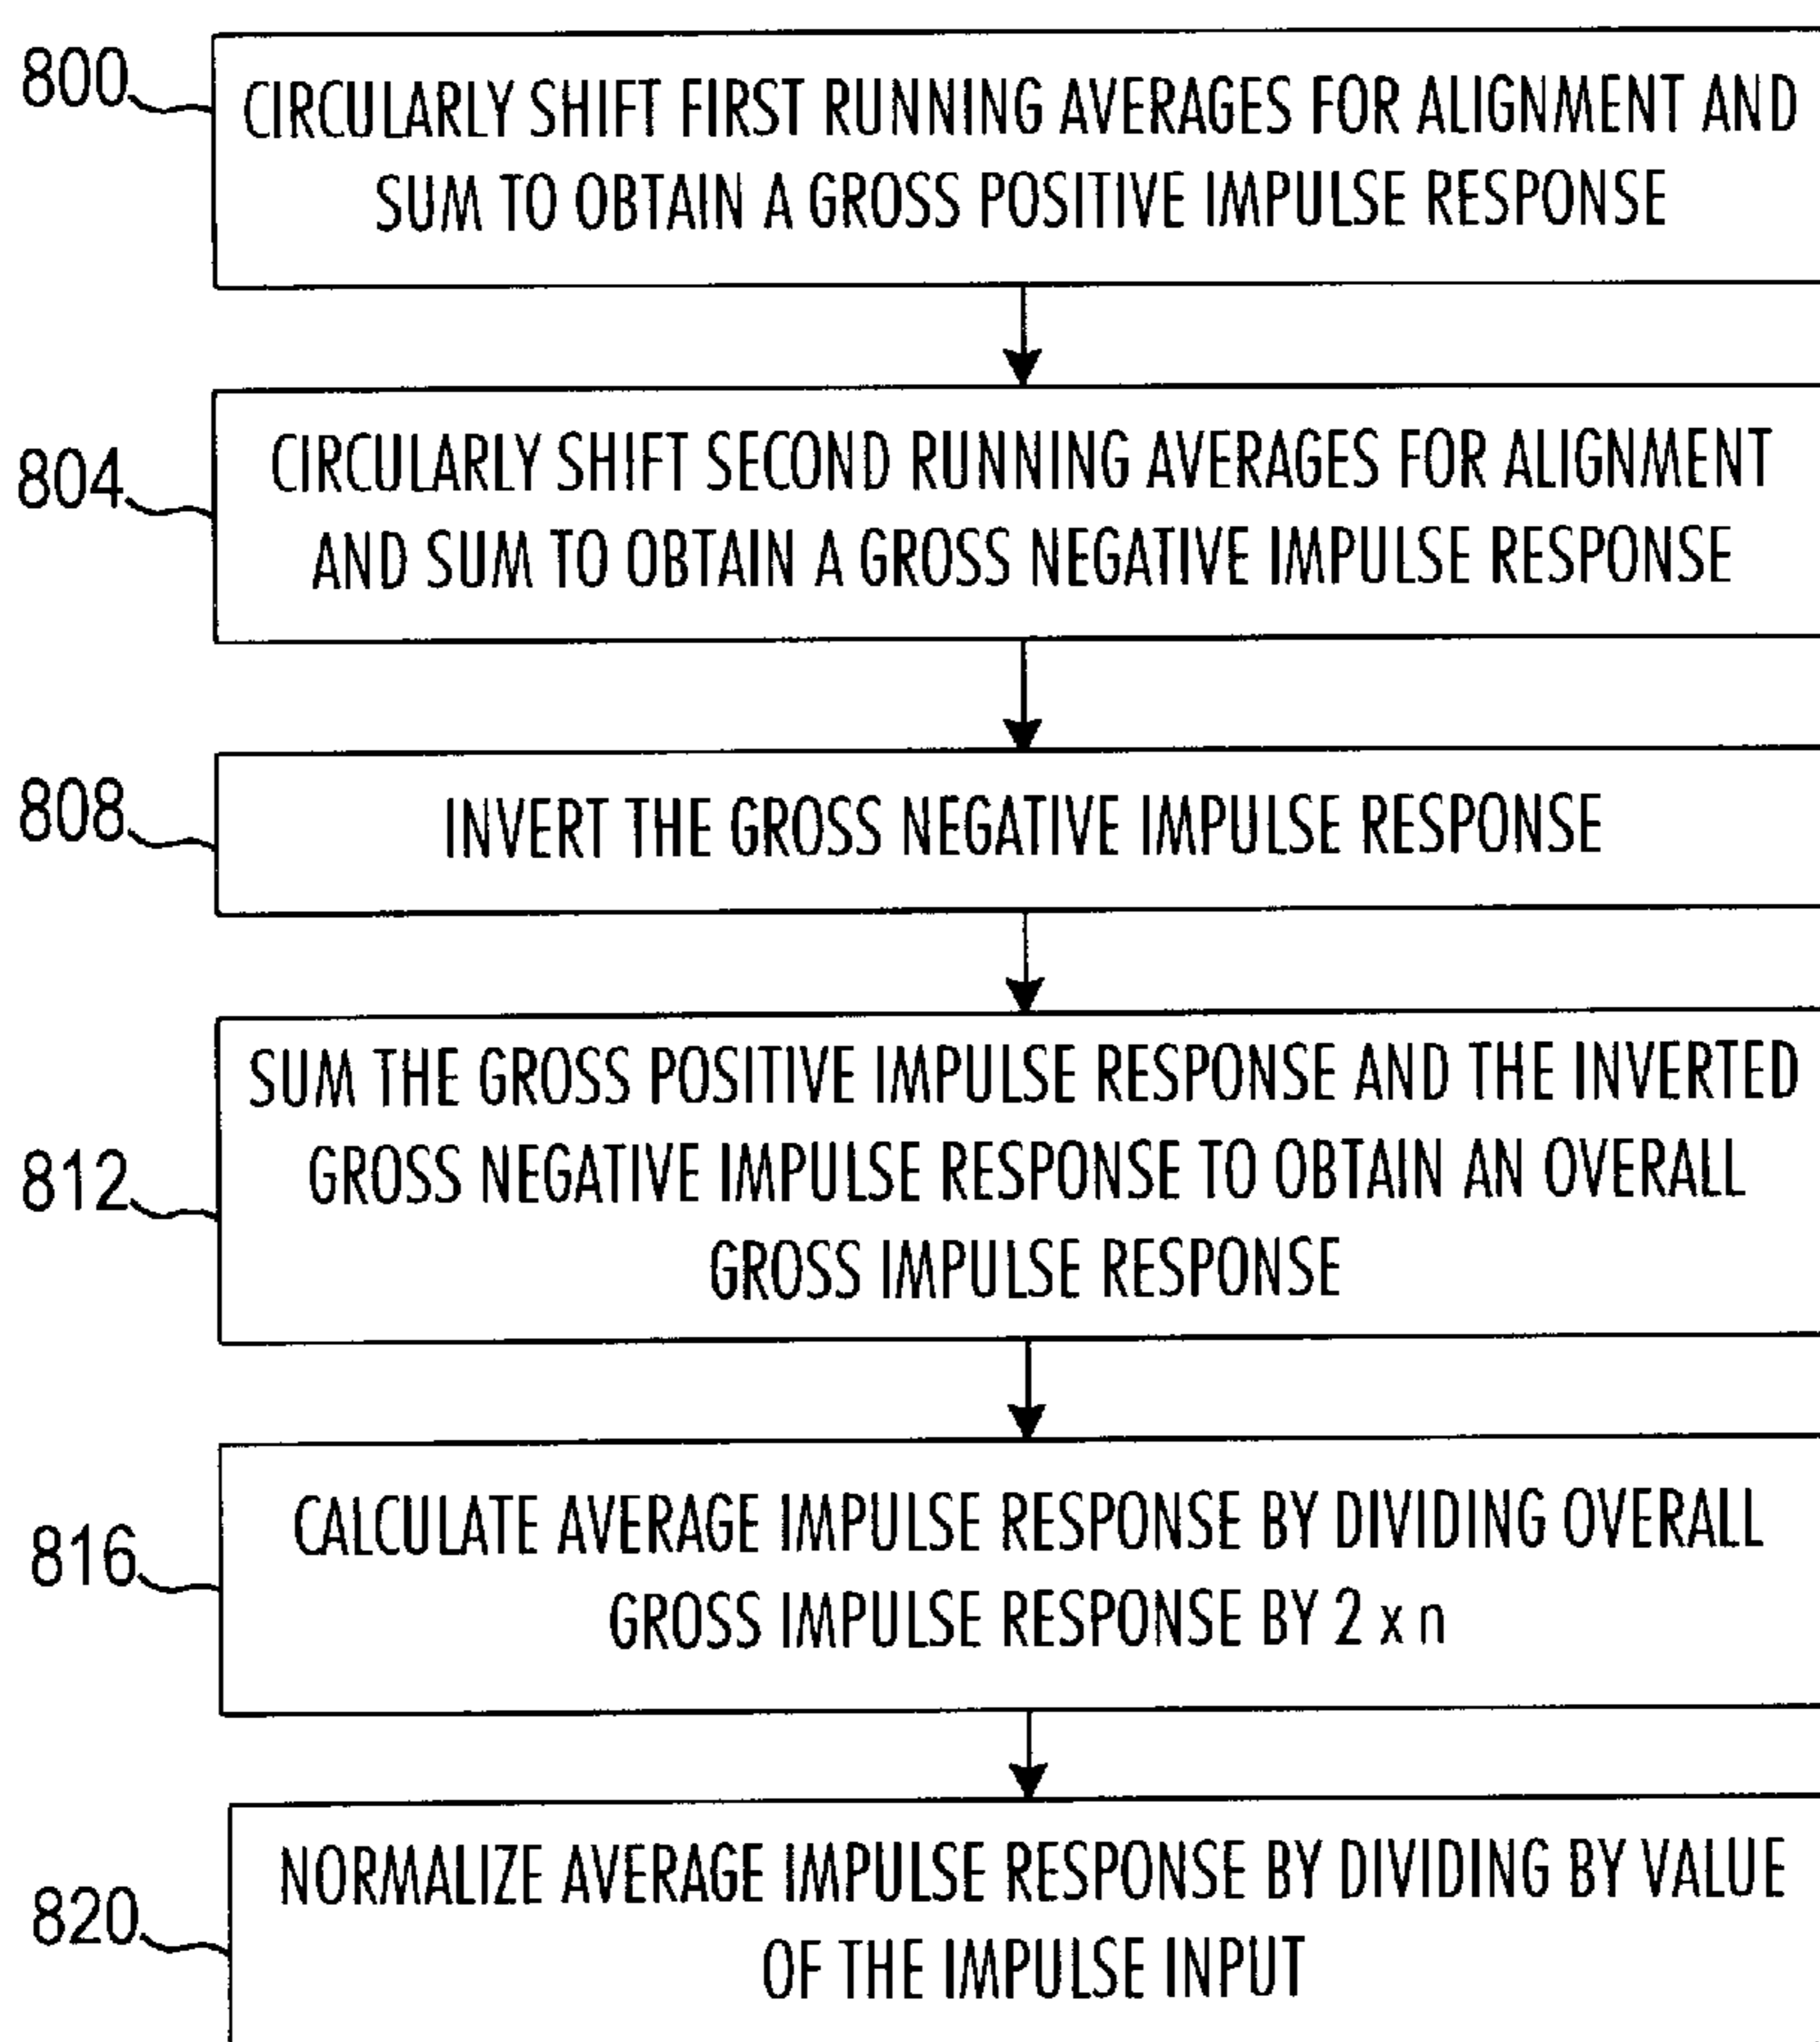 800
CIRCULARLY SHIFT FIRST RUNNING AVERAGES FOR ALIGNMENT AND
SUM TO OBTAIN A GROSS POSITIVE IMPULSE RESPONSE
804
CIRCULARLY SHIFT SECOND RUNNING AVERAGES FOR ALIGNMENT
AND SUM TO OBTAIN A GROSS NEGATIVE IMPULSE RESPONSE
808
INVERT THE GROSS NEGATIVE IMPULSE RESPONSE
812
SUM THE GROSS POSITIVE IMPULSE RESPONSE AND THE INVERTED
GROSS NEGATIVE IMPULSE RESPONSE TO OBTAIN AN OVERALL
GROSS IMPULSE RESPONSE
816
CALCULATE AVERAGE IMPULSE RESPONSE BY DIVIDING OVERALL
GROSS IMPULSE RESPONSE BY 2 x n
820
NORMALIZE AVERAGE IMPULSE RESPONSE BY DIVIDING BY VALUE
OF THE IMPULSE INPUT